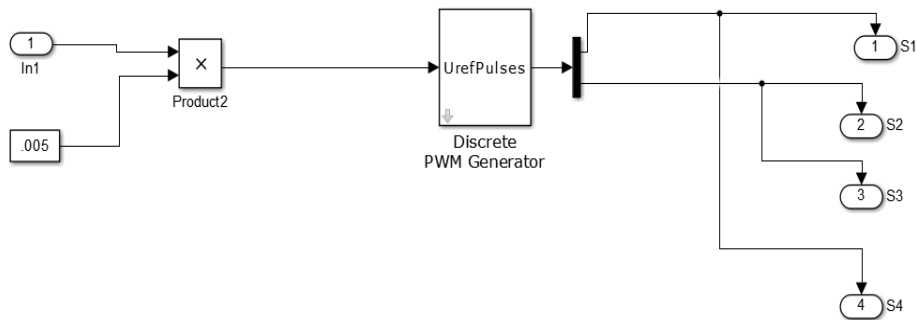 1
In1
.005
×
Product2
UrefPulses
Discrete
PWM Generator
1
S1
2
S2
3
S3
4
S4